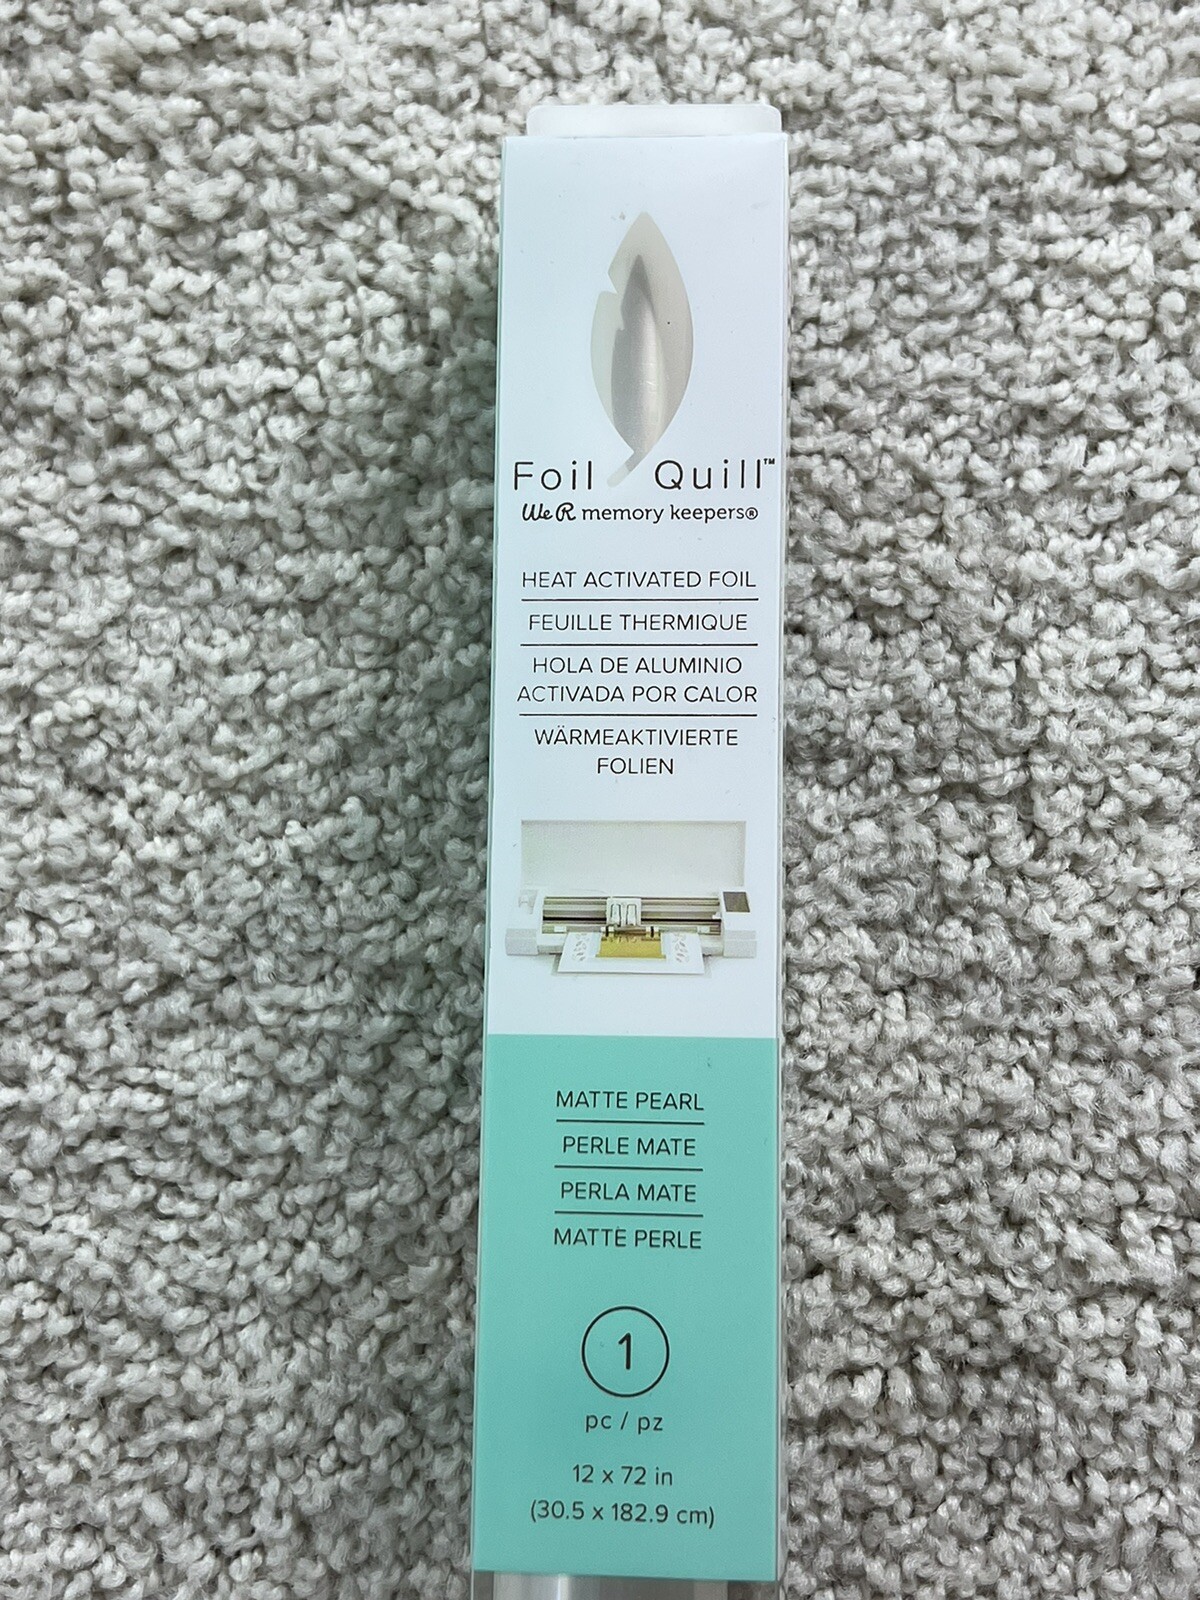 Foil Quill™
We R memory keepers®
HEAT ACTIVATED FOIL
FEUILLE THERMIQUE
HOLA DE ALUMINIO
ACTIVADA POR CALOR
WÄRMEAKTIVIERTE
FOLIEN
MATTE PEARL
PERLE MATE
PERLA MATE
MATTE PERLE
1
pc / pz
12 x 72 in
(30.5 x 182.9 cm)